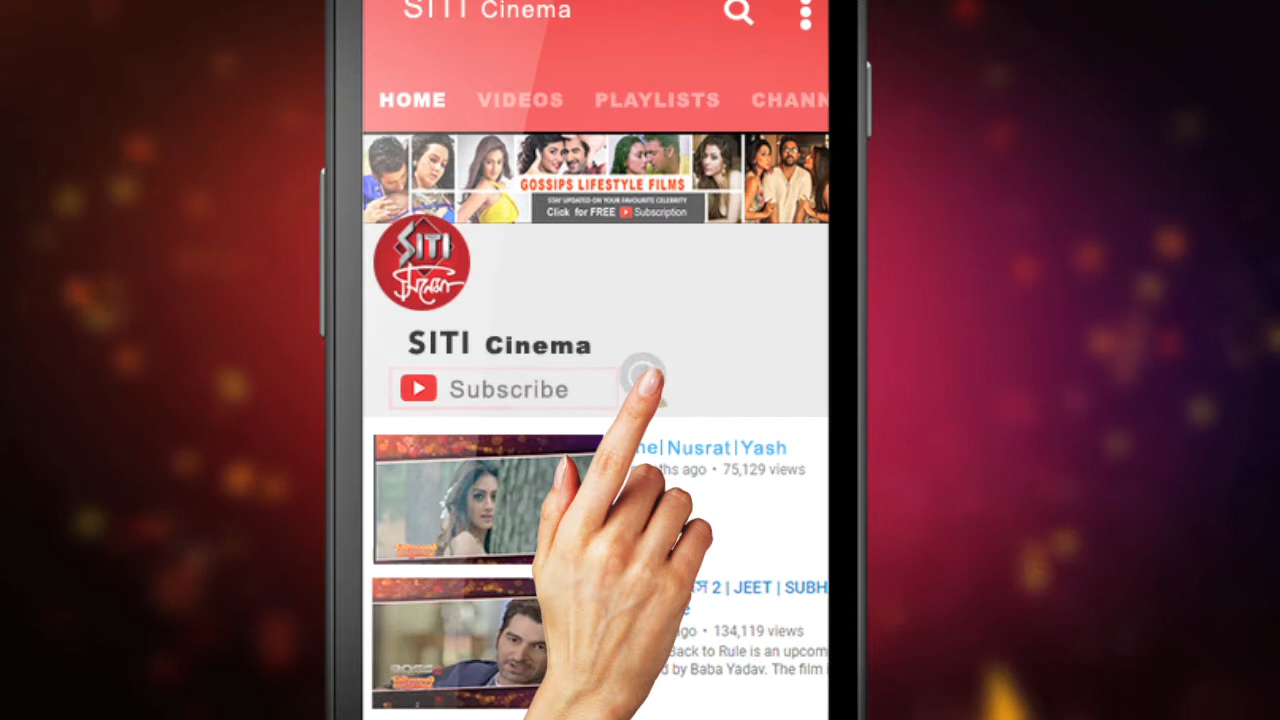 SITI Cinema
HOME VIDEOS PLAYLISTS CHANN
GOSSIPS LIFESTYLE FILMS
STAY UPDATED ON YOUR FAVOURITE CELEBRITY
Click for FREE Subscription
SITI
সিনেমা
SITI Cinema
Subscribe
ne|Nusrat|Yash
ths ago • 75,129 views
2 | JEET | SUBH
e
ago • 134,119 views
Back to Rule is an upcom
d by Baba Yadav. The film
BOSS 2